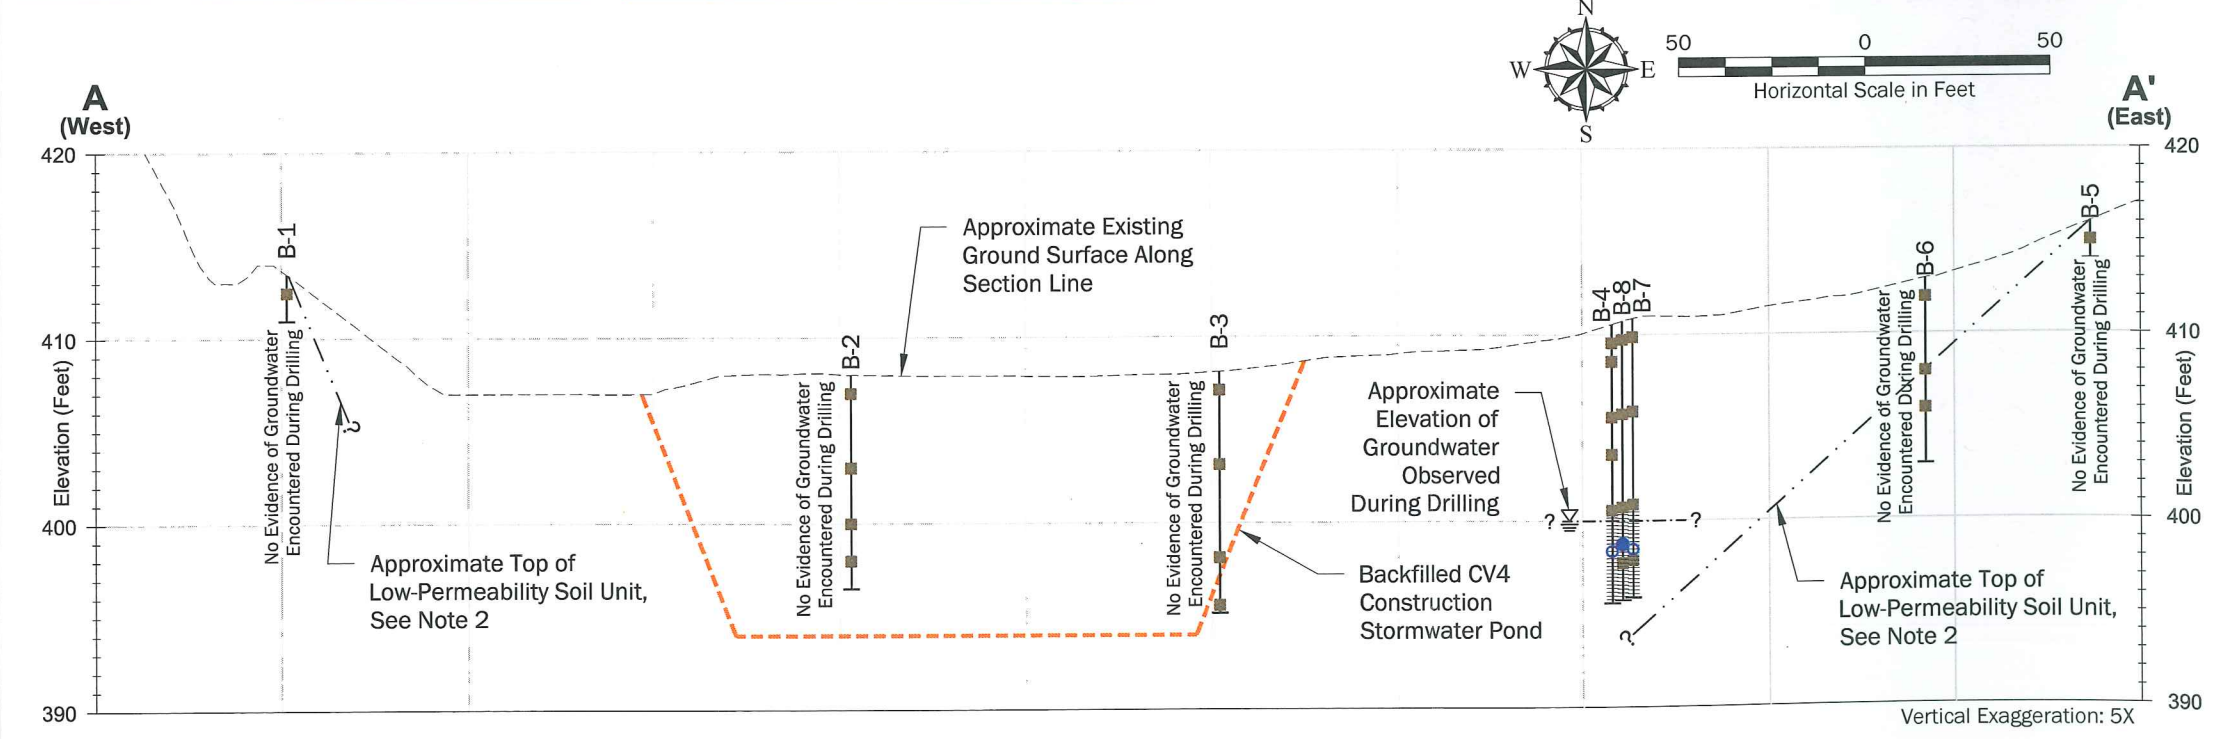 N
W
E
S
50
0
50
Horizontal Scale in Feet
A
(West)
A'
(East)
420
410
400
390
Elevation (Feet)
B-1
No Evidence of Groundwater
Encountered During Drilling
?
Approximate Top of
Low-Permeability Soil Unit,
See Note 2
B-2
No Evidence of Groundwater
Encountered During Drilling
Approximate Existing
Ground Surface Along
Section Line
B-3
No Evidence of Groundwater
Encountered During Drilling
Backfilled CV4
Construction
Stormwater Pond
Approximate
Elevation of
Groundwater
Observed
During Drilling
?
?
B-4
B-8
B-7
?
Approximate Top of
Low-Permeability Soil Unit,
See Note 2
B-6
No Evidence of Groundwater
Encountered During Drilling
B-5
No Evidence of Groundwater
Encountered During Drilling
420
410
400
390
Elevation (Feet)
Vertical Exaggeration: 5X